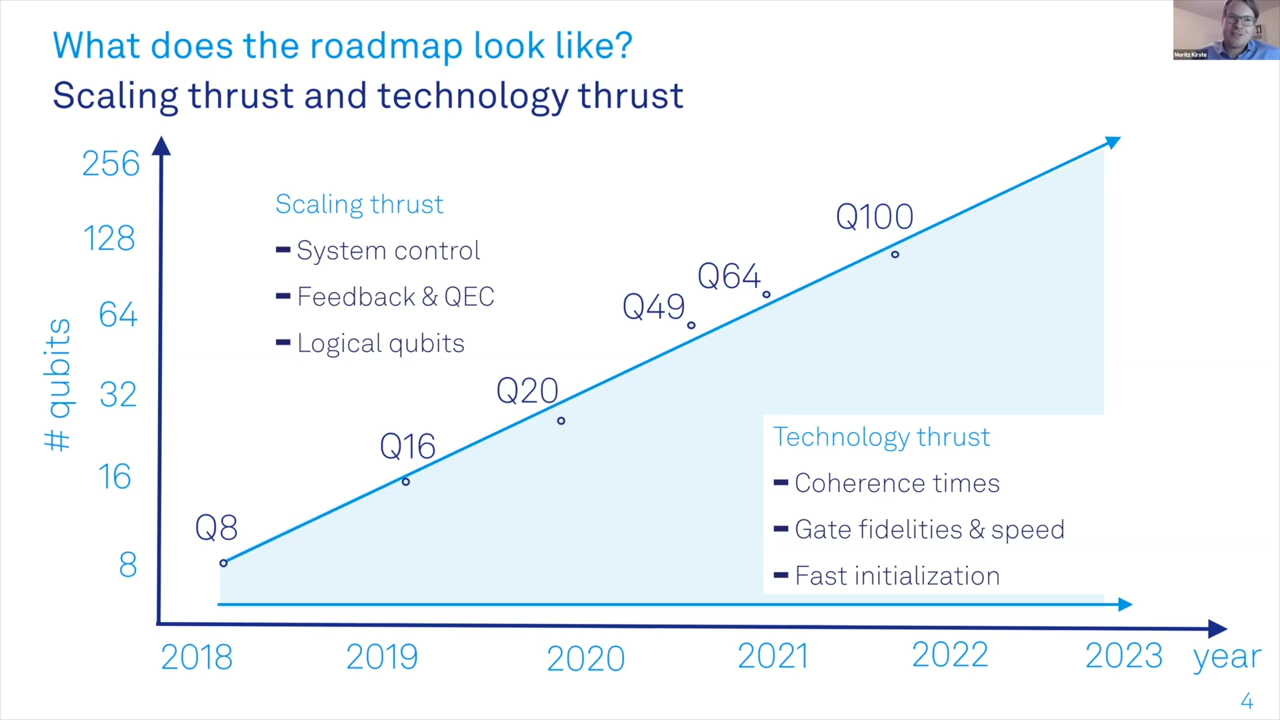 What does the roadmap look like?
Scaling thrust and technology thrust
Moritz Kirste
256
128
64
32
16
8
# qubits
Scaling thrust
- System control
- Feedback & QEC
- Logical qubits
Q8
Q16
Q20
Q49
Q64
Q100
Technology thrust
- Coherence times
- Gate fidelities & speed
- Fast initialization
2018 2019 2020 2021 2022 2023 year
4